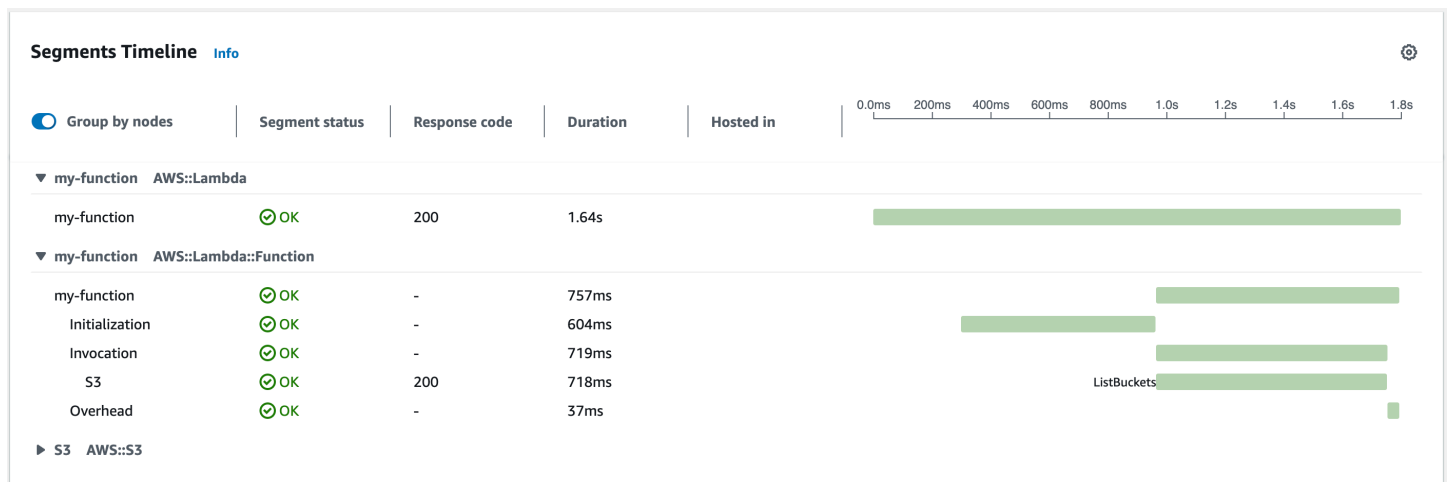 Segments Timeline Info
0.0ms 200ms 400ms 600ms 800ms 1.0s 1.2s 1.4s 1.6s 1.8s
Group by nodes Segment status Response code Duration Hosted in
my-function AWS::Lambda
my-function OK 200 1.64s
my-function AWS::Lambda::Function
my-function OK - 757ms
Initialization OK - 604ms
Invocation OK - 719ms
S3 OK 200 718ms ListBuckets
Overhead OK - 37ms
S3 AWS::S3